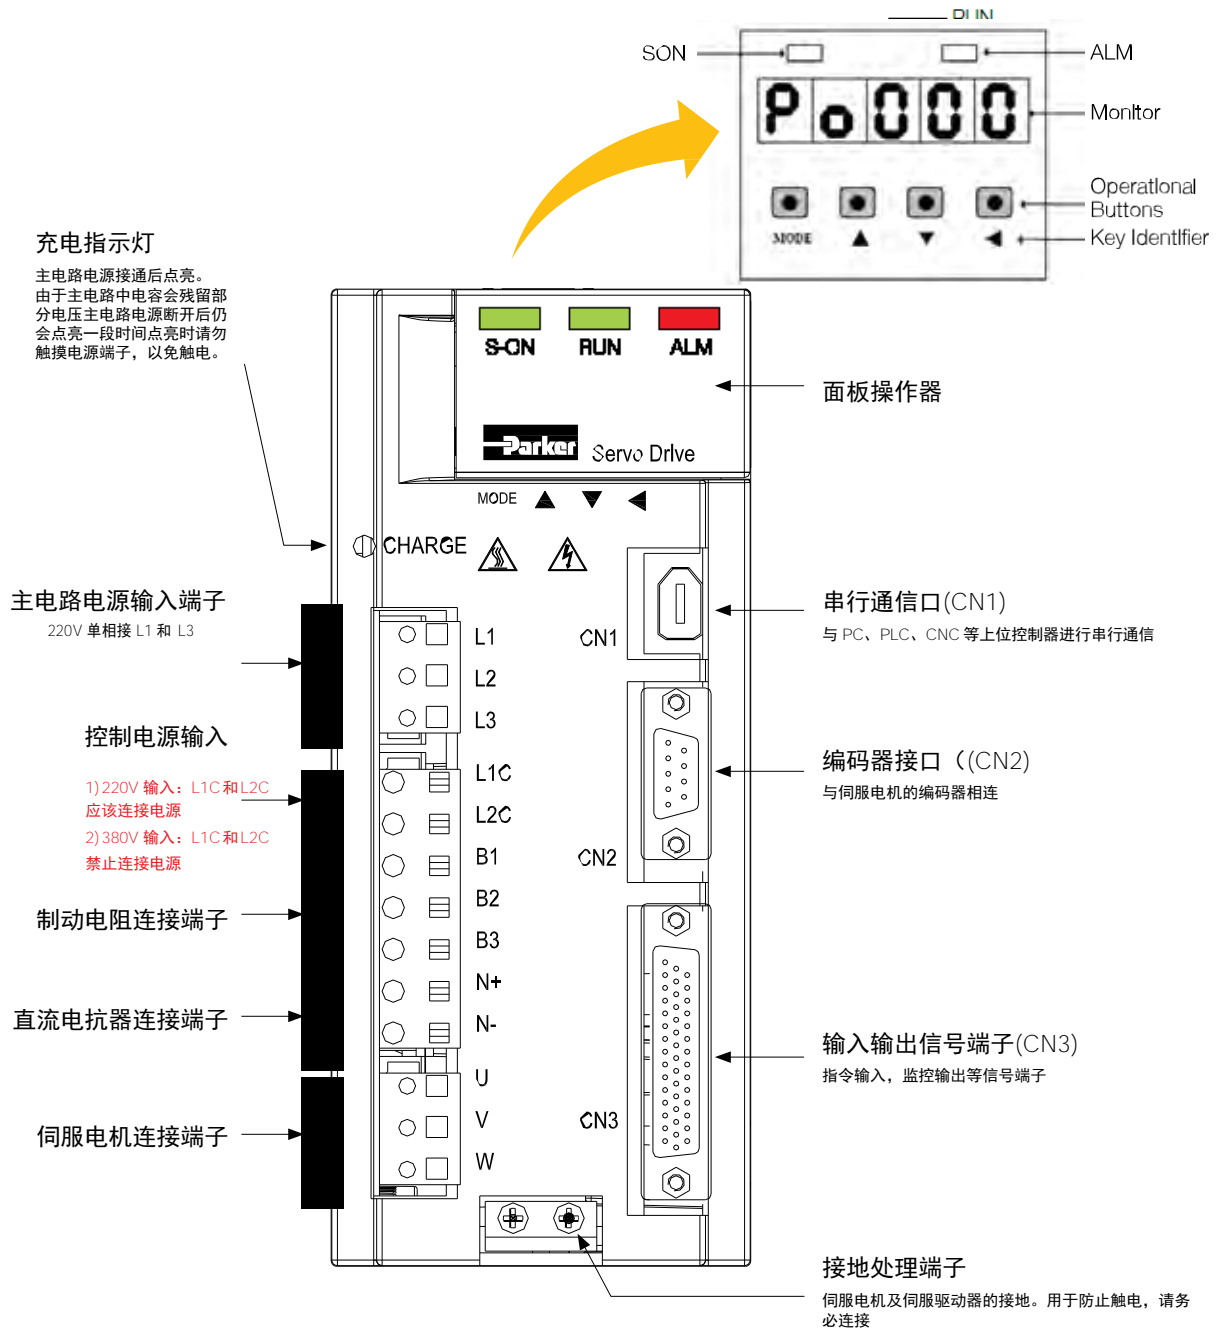 RUN
SON
ALM
Po000
Monitor
Operational
Buttons
MODE
Key Identifier
充电指示灯
主电路电源接通后点亮。
由于主电路中电容会残留部
分电压主电路电源断开后仍
会点亮一段时间点亮时请勿
触摸电源端子，以免触电。
S-ON RUN ALM
面板操作器
Parker Servo Drive
MODE ▲ ▼ ◀
CHARGE
主电路电源输入端子
220V 单相接 L1 和 L3
L1
L2
L3
CN1
串行通信口(CN1)
与 PC、PLC、CNC 等上位控制器进行串行通信
控制电源输入
1)220V 输入：L1C和L2C
应该连接电源
2)380V 输入：L1C和L2C
禁止连接电源
L1C
L2C
B1
B2
B3
N+
N-
编码器接口（(CN2)
与伺服电机的编码器相连
CN2
制动电阻连接端子
直流电抗器连接端子
输入输出信号端子(CN3)
指令输入，监控输出等信号端子
U
V
W
CN3
伺服电机连接端子
接地处理端子
伺服电机及伺服驱动器的接地。用于防止触电，请务
必连接